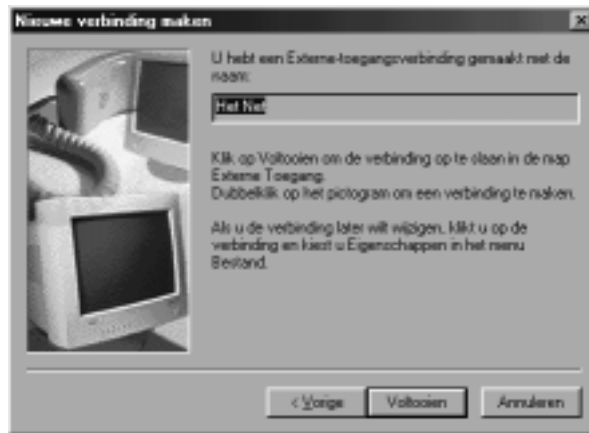 Nieuwe verbinding maken
U hebt een Externe-toegangsverbinding gemaakt met de
naam:
Het Net
Klik op Voltooien om de verbinding op te slaan in de map
Externe Toegang.
Dubbelklik op het pictogram om een verbinding te maken.
Als u de verbinding later wilt wijzigen, klikt u op de
verbinding en kiest u Eigenschappen in het menu
Bestand.
< Vorige
Voltooien
Annuleren